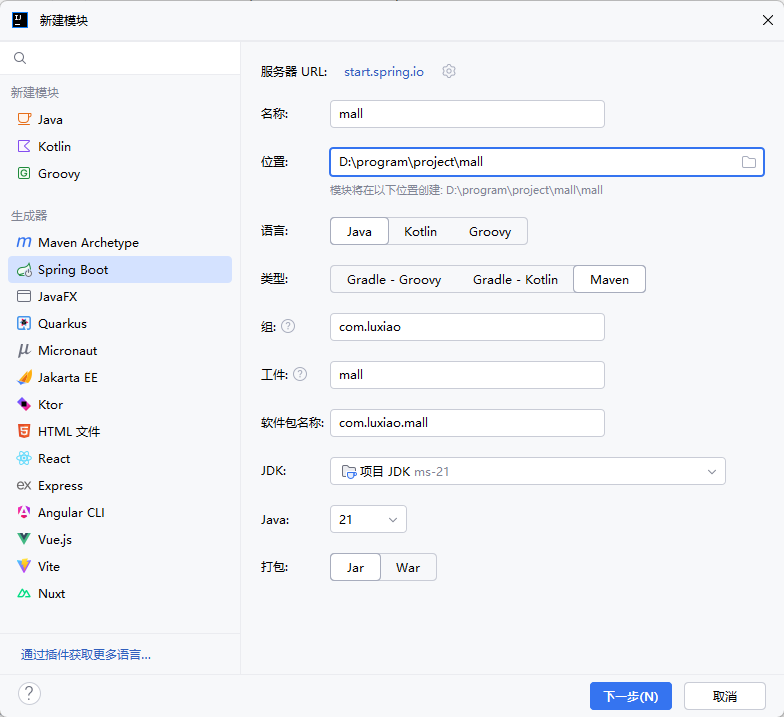 新建模块
新建模块
Java
Kotlin
Groovy
生成器
Maven Archetype
Spring Boot
JavaFX
Quarkus
Micronaut
Jakarta EE
Ktor
HTML 文件
React
Express
Angular CLI
Vue.js
Vite
Nuxt
通过插件获取更多语言...
服务器 URL: start.spring.io
名称: mall
位置: D:\program\project\mall
模块将在以下位置创建: D:\program\project\mall\mall
语言: Java Kotlin Groovy
类型: Gradle - Groovy Gradle - Kotlin Maven
组: com.luxiao
工件: mall
软件包名称: com.luxiao.mall
JDK: 项目 JDK ms-21
Java: 21
打包: Jar War
下一步(N) 取消